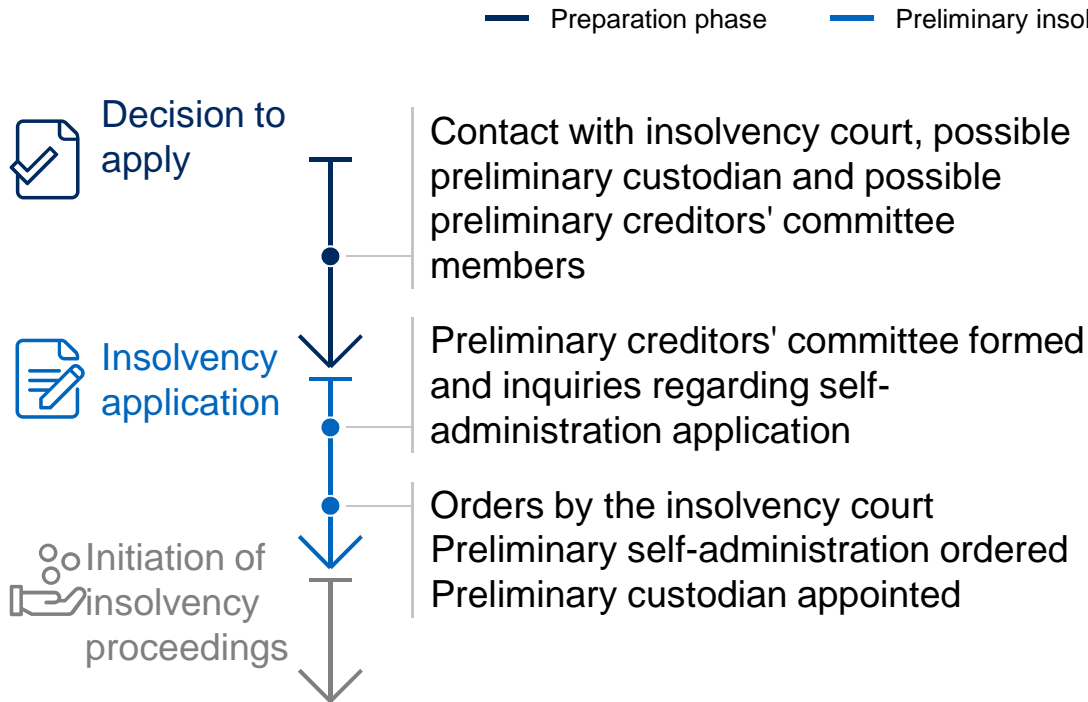 Preparation phase
Preliminary
Decision to
apply
Contact with insolvency court, possible
preliminary custodian and possible
preliminary creditors' committee
members
Insolvency
application
Preliminary creditors' committee formed
and inquiries regarding self-
administration application
Orders by the insolvency court
Preliminary self-administration ordered
Preliminary custodian appointed
Initiation of
insolvency
proceedings